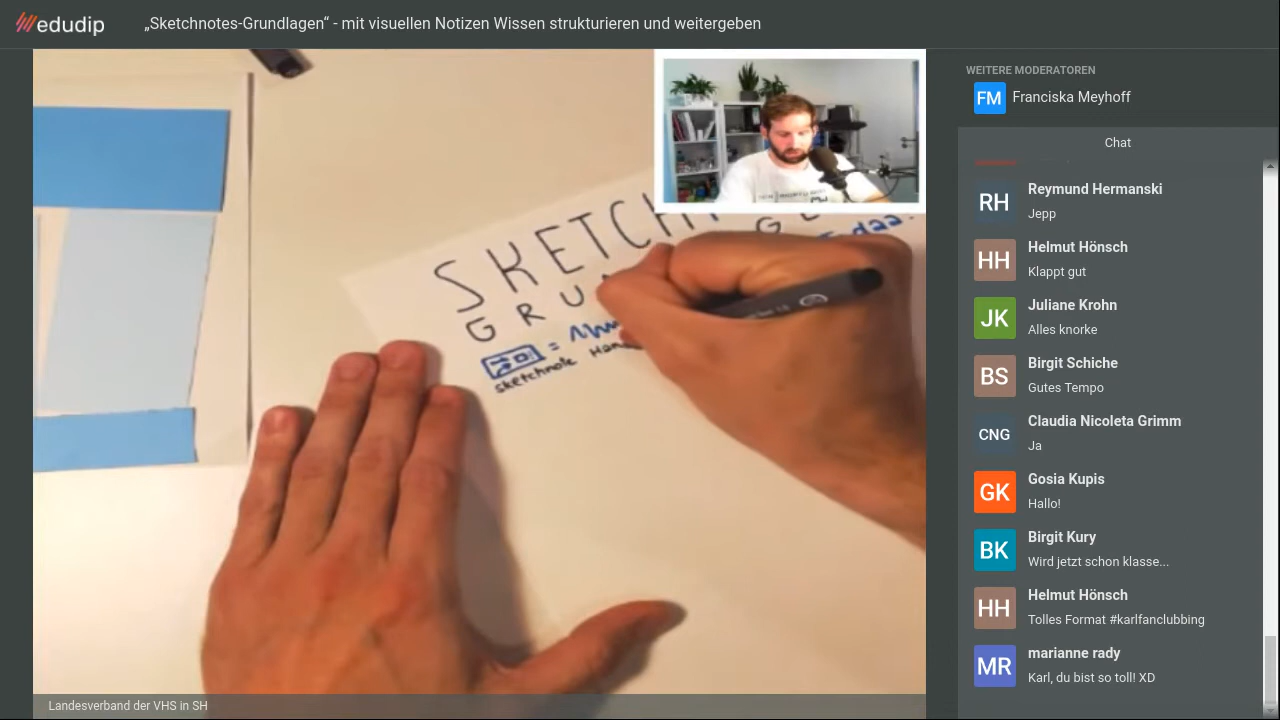 edudip
„Sketchnotes-Grundlagen“ - mit visuellen Notizen Wissen strukturieren und weitergeben
WEITERE MODERATOREN
FM
Franciska Meyhoff
Chat
RH
Reymund Hermanski
Jepp
HH
Helmut Hönsch
Klappt gut
JK
Juliane Krohn
Alles knorke
BS
Birgit Schiche
Gutes Tempo
CNG
Claudia Nicoleta Grimm
Ja
GK
Gosia Kupis
Hallo!
BK
Birgit Kury
Wird jetzt schon klasse...
HH
Helmut Hönsch
Tolles Format #karlfanclubbing
MR
marianne rady
Karl, du bist so toll! XD
SKETCH
GRU
sketchnote
Landesverband der VHS in SH